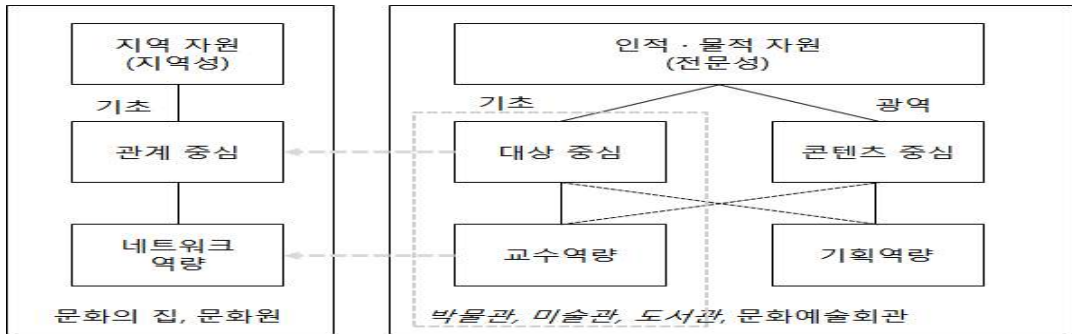 지역 자원
(지역성)
기초
관계 중심
네트워크
역량
문화의 집, 문화원
인적 · 물적 자원
(전문성)
기초
광역
대상 중심
콘텐츠 중심
교수역량
기획역량
박물관, 미술관, 도서관, 문화예술회관